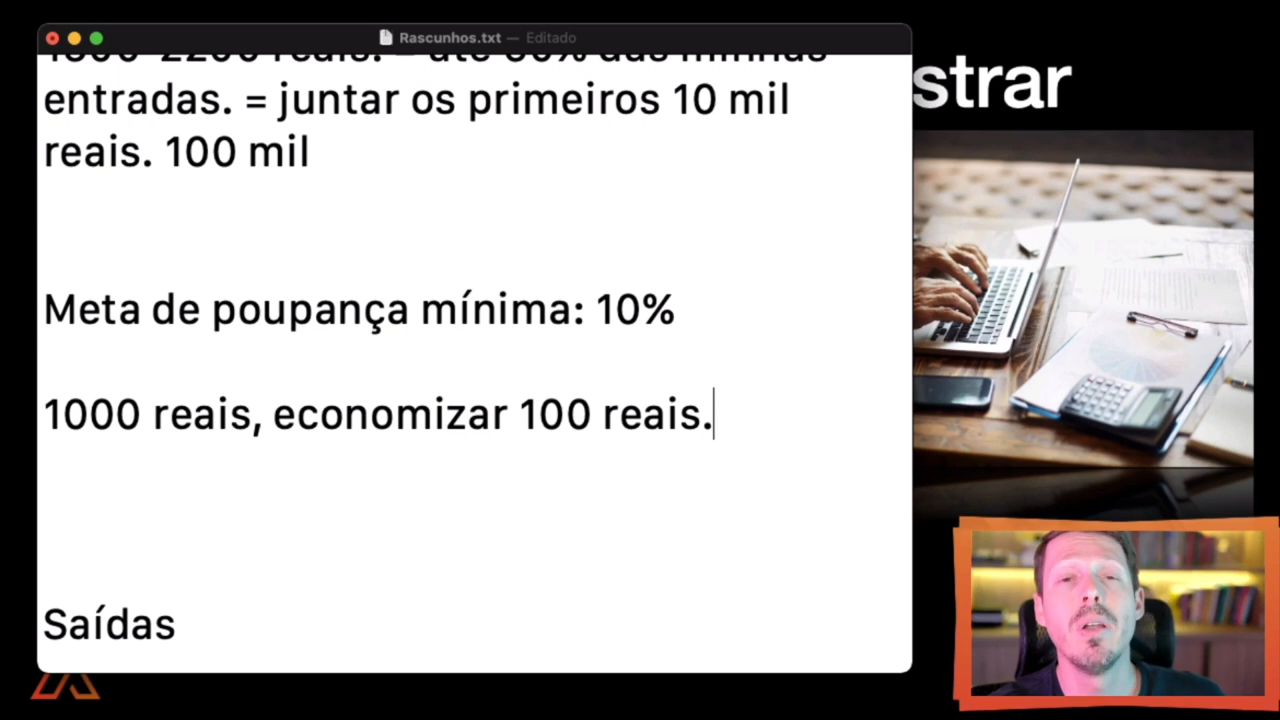 Rascunhos.txt — Editado
entradas. = juntar os primeiros 10 mil
reais. 100 mil
Meta de poupança mínima: 10%
1000 reais, economizar 100 reais.
Saídas
strar